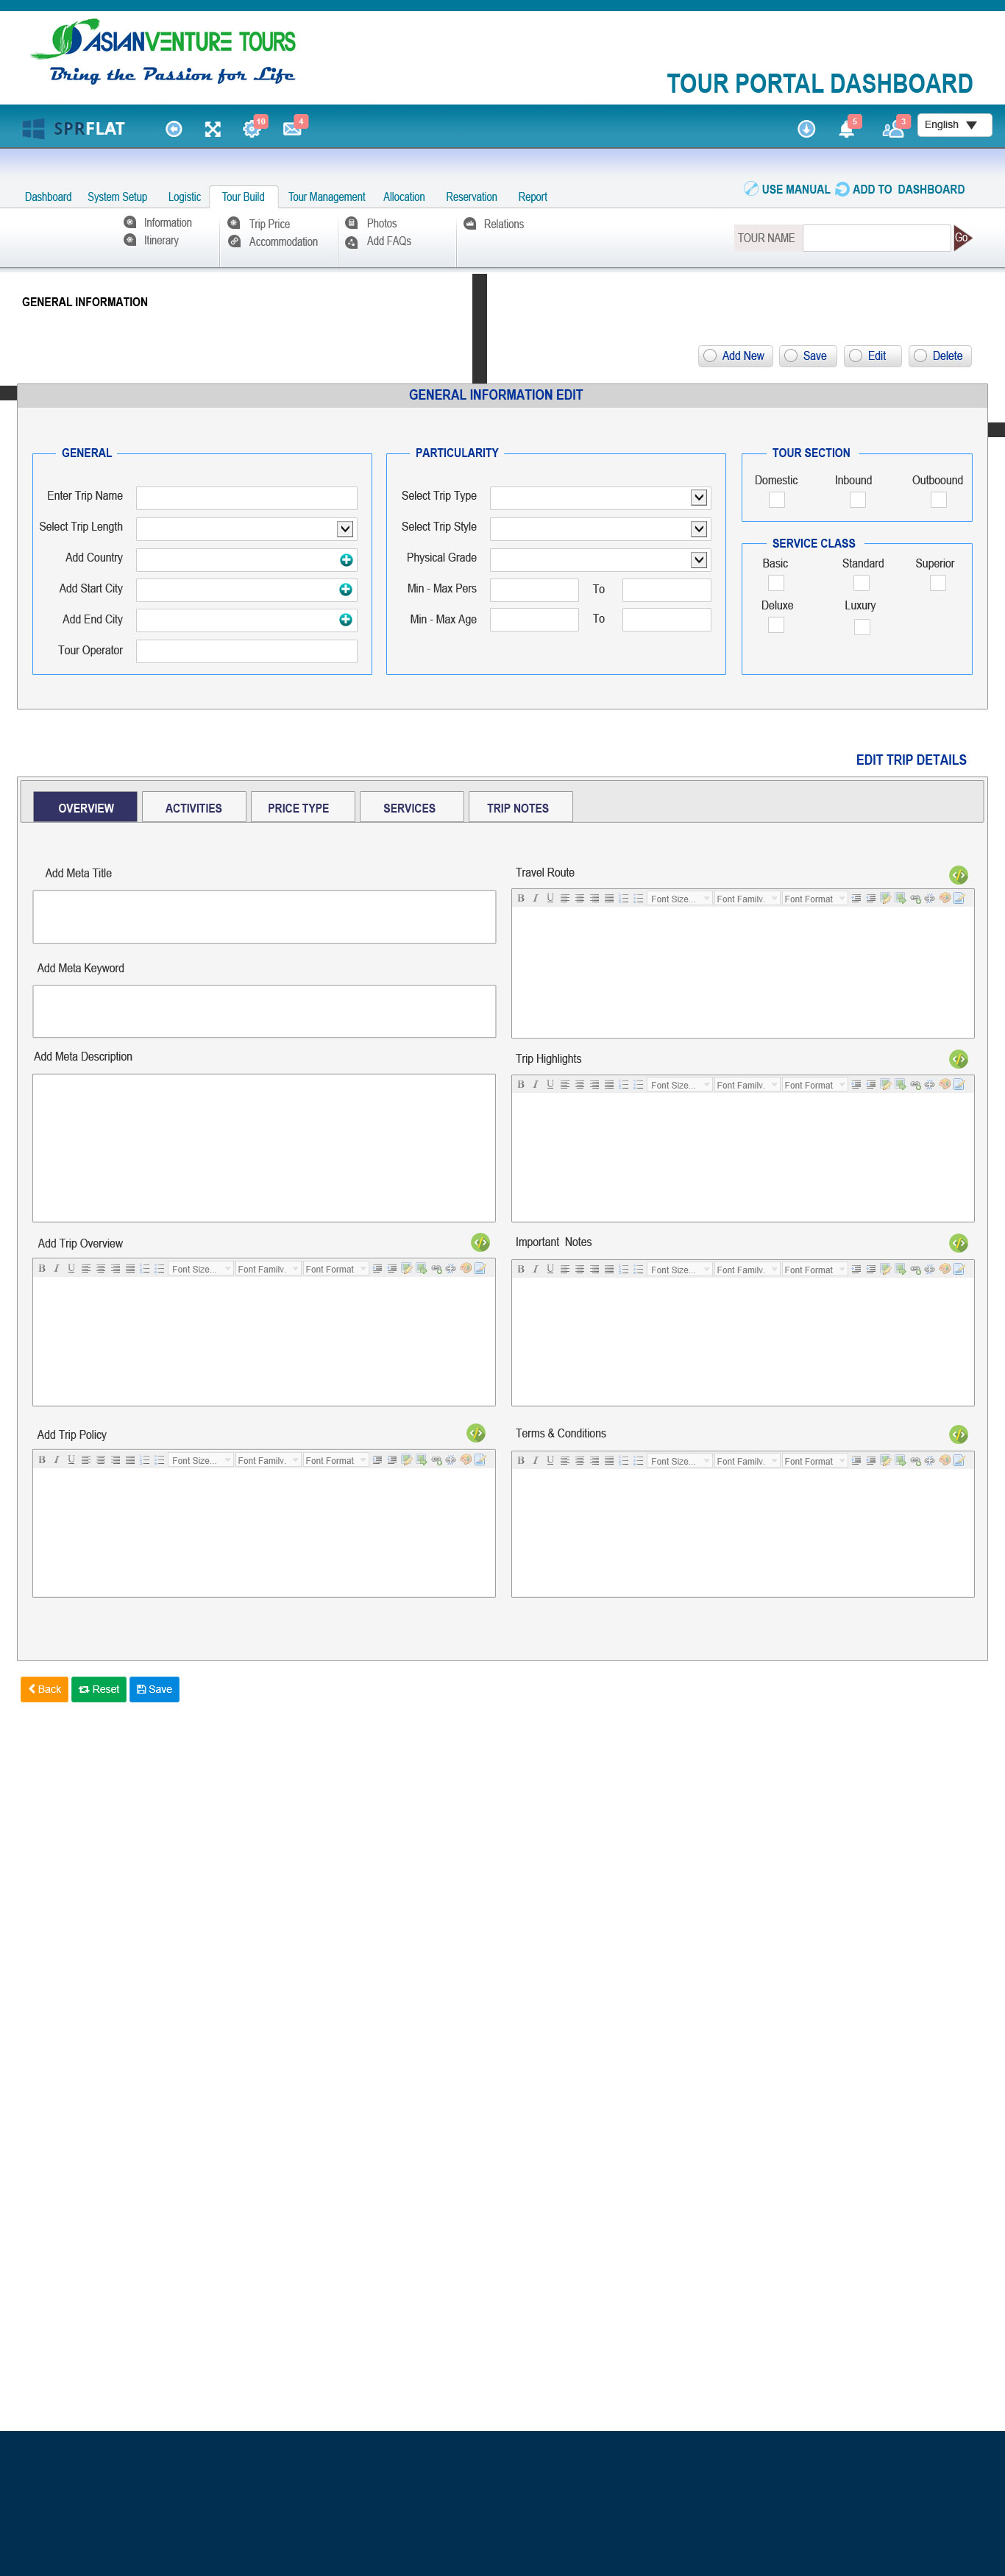 ASIANVENTURE TOURS
Bring the Passion for Life
TOUR PORTAL DASHBOARD
SPRFLAT
10
4
5
3
English
Dashboard System Setup Logistic Tour Build Tour Management Allocation Reservation Report
USE MANUAL ADD TO DASHBOARD
Information Trip Price Photos Relations
Itinerary Accommodation Add FAQs
TOUR NAME Go
GENERAL INFORMATION
Add New Save Edit Delete
GENERAL INFORMATION EDIT
GENERAL
Enter Trip Name
Select Trip Length
Add Country
Add Start City
Add End City
Tour Operator
PARTICULARITY
Select Trip Type
Select Trip Style
Physical Grade
Min - Max Pers To
Min - Max Age To
TOUR SECTION
Domestic Inbound Outboound
SERVICE CLASS
Basic Standard Superior
Deluxe Luxury
EDIT TRIP DETAILS
OVERVIEW ACTIVITIES PRICE TYPE SERVICES TRIP NOTES
Add Meta Title
Add Meta Keyword
Add Meta Description
Add Trip Overview
B I U Font Size... Font Family. Font Format
Add Trip Policy
B I U Font Size... Font Family. Font Format
Travel Route
B I U Font Size... Font Family. Font Format
Trip Highlights
B I U Font Size... Font Family. Font Format
Important Notes
B I U Font Size... Font Family. Font Format
Terms & Conditions
B I U Font Size... Font Family. Font Format
Back Reset Save